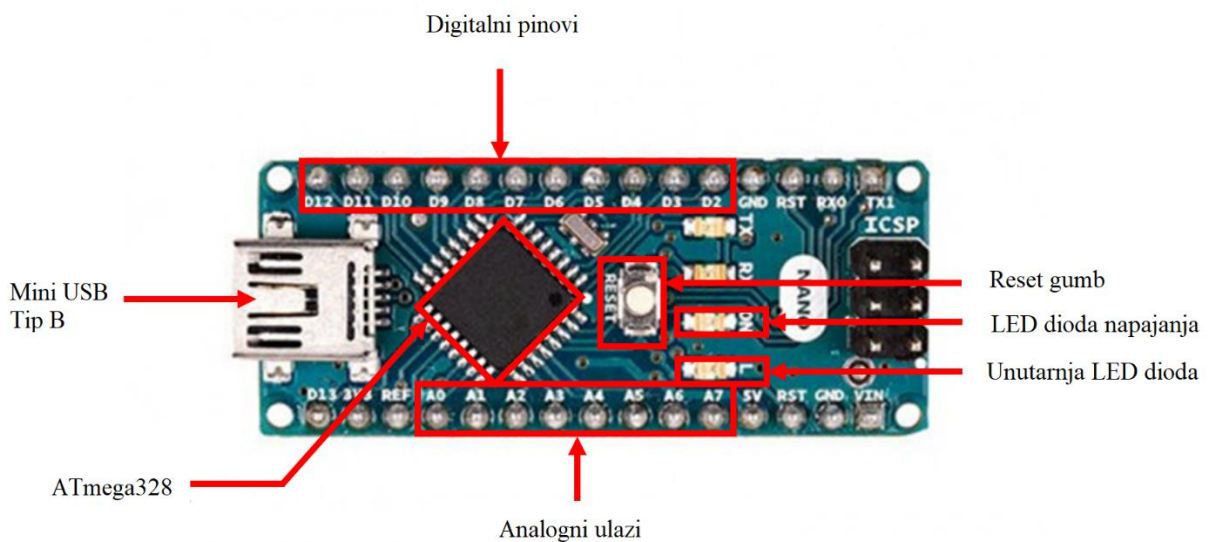 Digitalni pinovi
D12 D11 D10 D9 D8 D7 D6 D5 D4 D3 D2 GND RST RX0 TX1
TX
ICSP
RX
RESET
NANO
ON
L
Mini USB
Tip B
Reset gumb
LED dioda napajanja
Unutarnja LED dioda
D13 3V3 REF A0 A1 A2 A3 A4 A5 A6 A7 5V RST GND VIN
ATmega328
Analogni ulazi